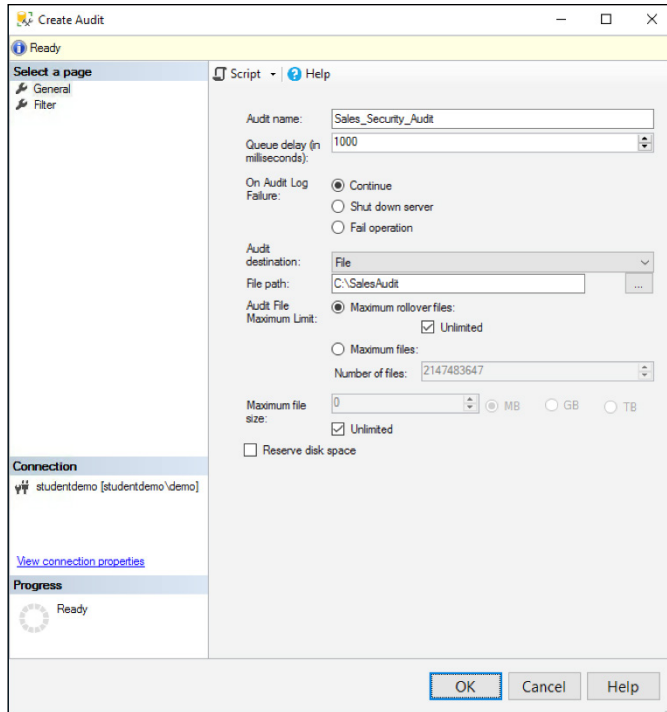 Create Audit
Ready
Select a page
General
Filter
Script
Help
Audit name:
Sales_Security_Audit
Queue delay (in
milliseconds):
1000
On Audit Log
Failure:
Continue
Shut down server
Fail operation
Audit
destination:
File
File path:
C:\SalesAudit
...
Audit File
Maximum Limit:
Maximum rollover files:
Unlimited
Maximum files:
Number of files:
2147483647
Maximum file
size:
0
MB
GB
TB
Unlimited
Reserve disk space
Connection
studentdemo [studentdemo\demo]
View connection properties
Progress
Ready
OK
Cancel
Help